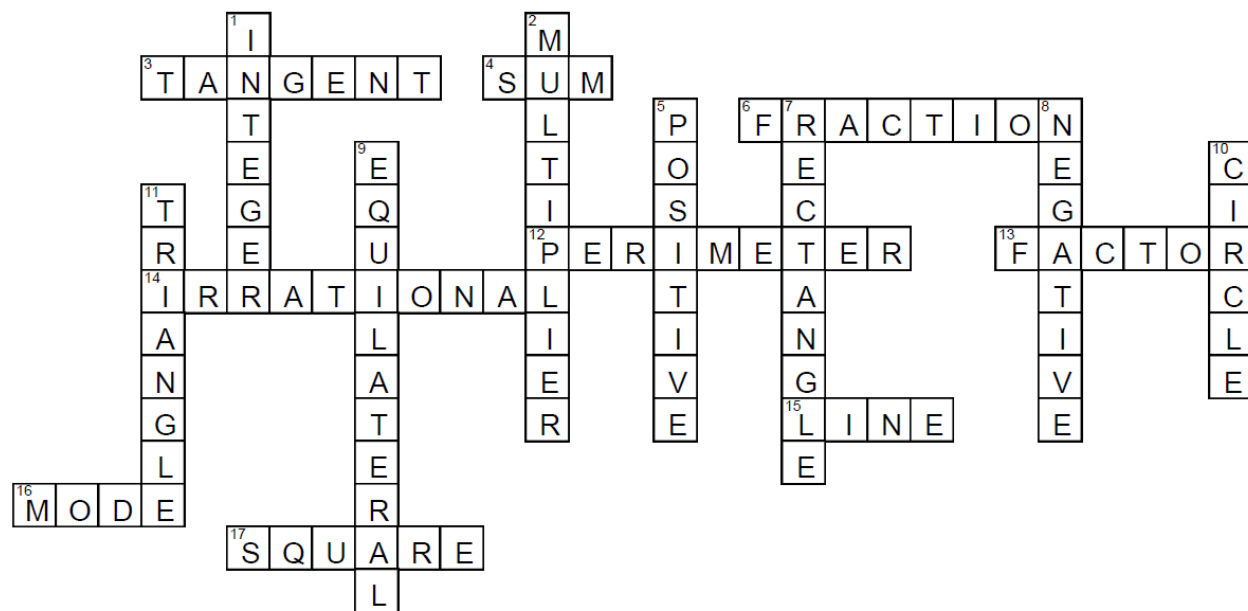 1 INTEGER
2 MULTIPLIER
3 TANGENT
4 SUM
5 POSITIVE
6 FRACTION
7 RECTANGLE
8 NEGATIVE
9 EQUILATERAL
10 CIRCLE
11 TRIANGLE
12 PERIMETER
13 FACTOR
14 IRRATIONAL
15 LINE
16 MODE
17 SQUARE